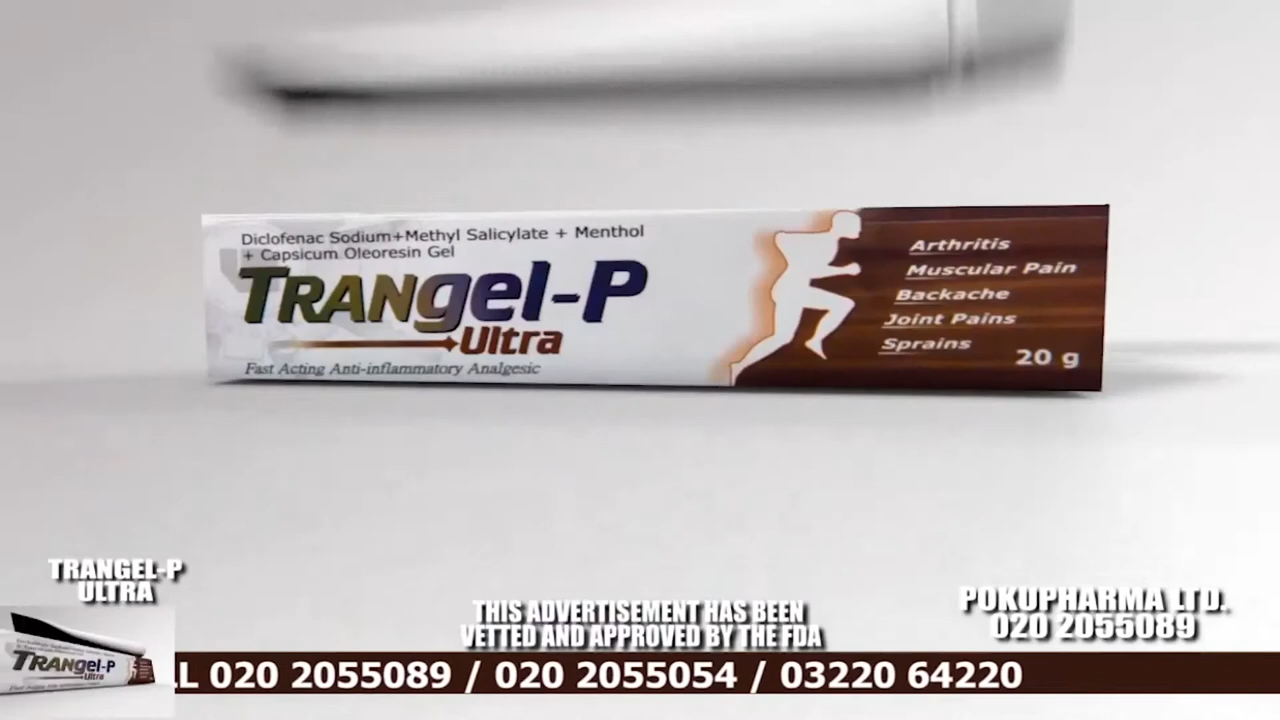 Diclofenac Sodium+Methyl Salicylate + Menthol
+ Capsicum Oleoresin Gel
TRANgel-P
Ultra
Fast Acting Anti-inflammatory Analgesic
Arthritis
Muscular Pain
Backache
Joint Pains
Sprains
20 g
TRANGEL-P
ULTRA
THIS ADVERTISEMENT HAS BEEN
VETTED AND APPROVED BY THE FDA
POKUPHARMA LTD.
020 2055089
TRANgel-P
Ultra
L 020 2055089 / 020 2055054 / 03220 64220